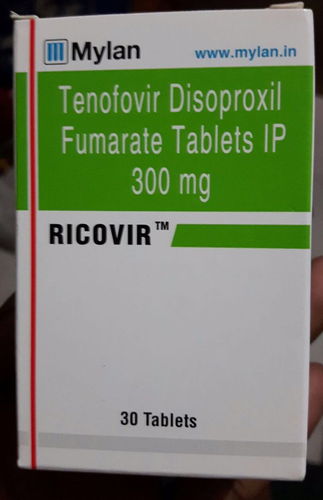 Mylan
www.mylan.in
Tenofovir Disoproxil
Fumarate Tablets IP
300 mg
RICOVIR™
30 Tablets